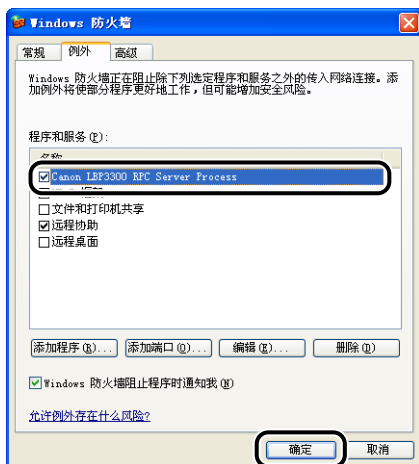 Windows 防火墙
常规 例外 高级
Windows 防火墙正在阻止除下列选定程序和服务之外的传入网络连接。添
加例外将使部分程序更好地工作，但可能增加安全风险。
程序和服务(P):
名称
Canon LBP3300 RPC Server Process
文件和打印机共享
远程协助
远程桌面
添加程序(R)... 添加端口(O)... 编辑(E)... 删除(D)
Windows 防火墙阻止程序时通知我(N)
允许例外存在什么风险?
确定 取消